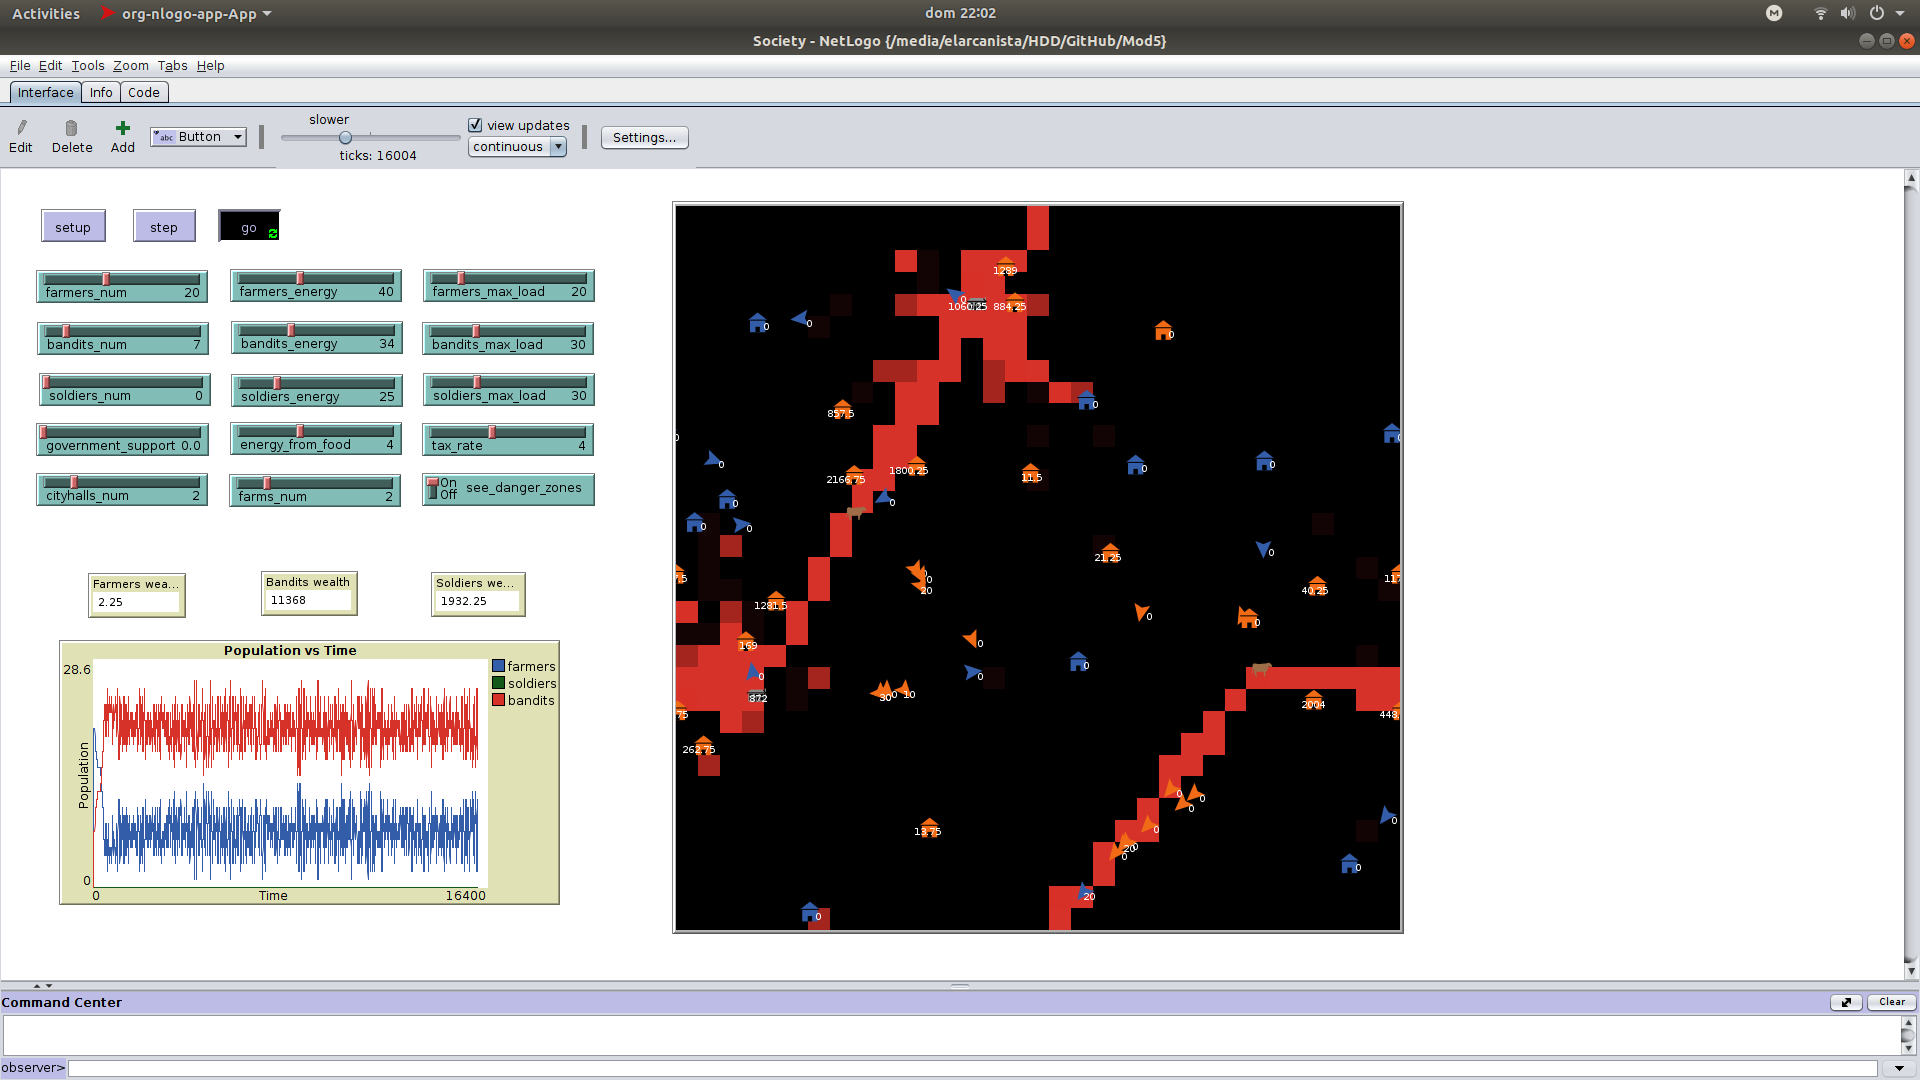 Activities org-nlogo-app-App dom 22:02 M
Society - NetLogo {/media/elarcanista/HDD/GitHub/Mod5}
File Edit Tools Zoom Tabs Help
Interface Info Code
Edit Delete Add abc Button slower ticks: 16004 view updates continuous Settings...
setup step go
farmers_num 20 farmers_energy 40 farmers_max_load 20
bandits_num 7 bandits_energy 34 bandits_max_load 30
soldiers_num 0 soldiers_energy 25 soldiers_max_load 30
government_support 0.0 energy_from_food 4 tax_rate 4
cityhalls_num 2 farms_num 2 On Off see_danger_zones
Farmers wea... Bandits wealth Soldiers we...
2.25 11368 1932.25
Population vs Time
28.6
Population
0
0 Time 16400
farmers
soldiers
bandits
1289
0
1060.25 884.25
0 0 0
857.5 0
0
0 0 0
2166.75 1800.25 11.5
0 0
0 0
0
21.25
7.5 0 20 40.25 117
1281.5 0 0
169 0
0 0 0
872 30 0 10 2004
75 448
262.75
0 0
0
13.75 0 0
20 0
0 0
20
0
Command Center Clear
observer>